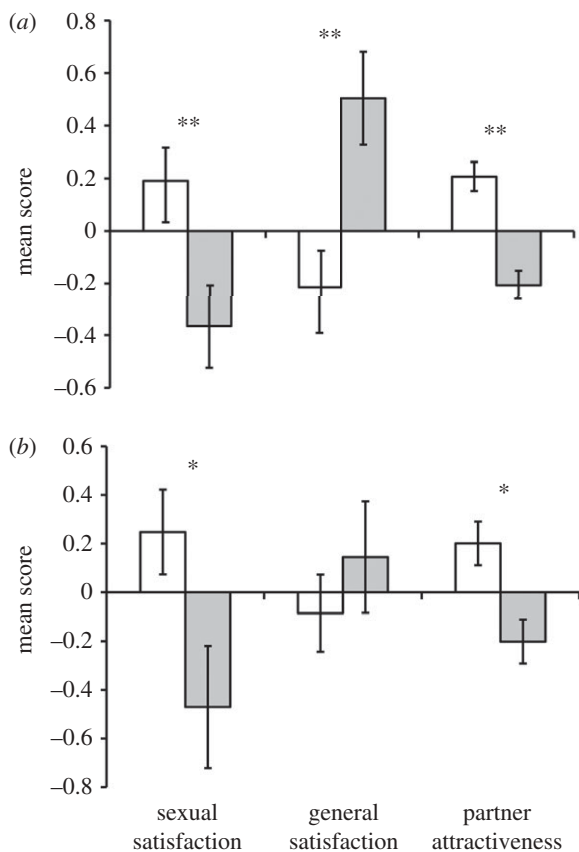 (a)
0.8
0.6
0.4
0.2
0
–0.2
–0.4
–0.6
mean score
**
**
**
(b)
0.6
0.4
0.2
0
–0.2
–0.4
–0.6
–0.8
mean score
*
*
sexual
satisfaction
general
satisfaction
partner
attractiveness